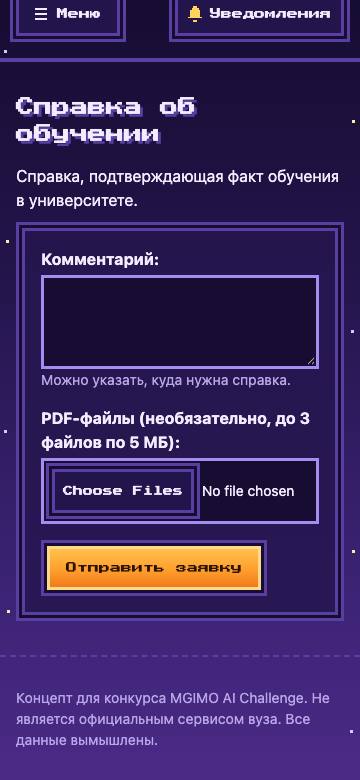 ☰ Меню
🔔 Уведомления
Справка об
обучении
Справка, подтверждающая факт обучения
в университете.
Комментарий:
Можно указать, куда нужна справка.
PDF-файлы (необязательно, до 3
файлов по 5 МБ):
Choose Files No file chosen
Отправить заявку
Концепт для конкурса MGIMO AI Challenge. Не
является официальным сервисом вуза. Все
данные вымышлены.